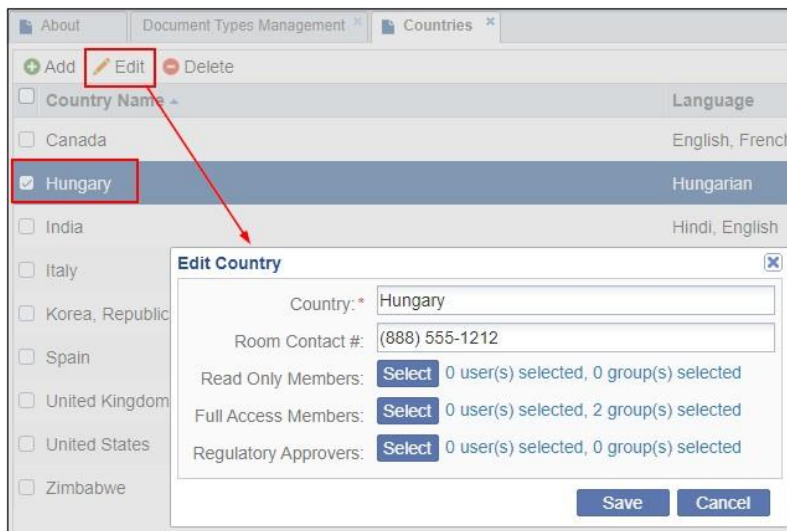 About Document Types Management Countries
Add Edit Delete
Country Name Language
Canada English, French
Hungary Hungarian
India Hindi, English
Italy
Korea, Republic
Spain
United Kingdom
United States
Zimbabwe
Edit Country
Country:* Hungary
Room Contact #: (888) 555-1212
Read Only Members: Select 0 user(s) selected, 0 group(s) selected
Full Access Members: Select 0 user(s) selected, 2 group(s) selected
Regulatory Approvers: Select 0 user(s) selected, 0 group(s) selected
Save Cancel